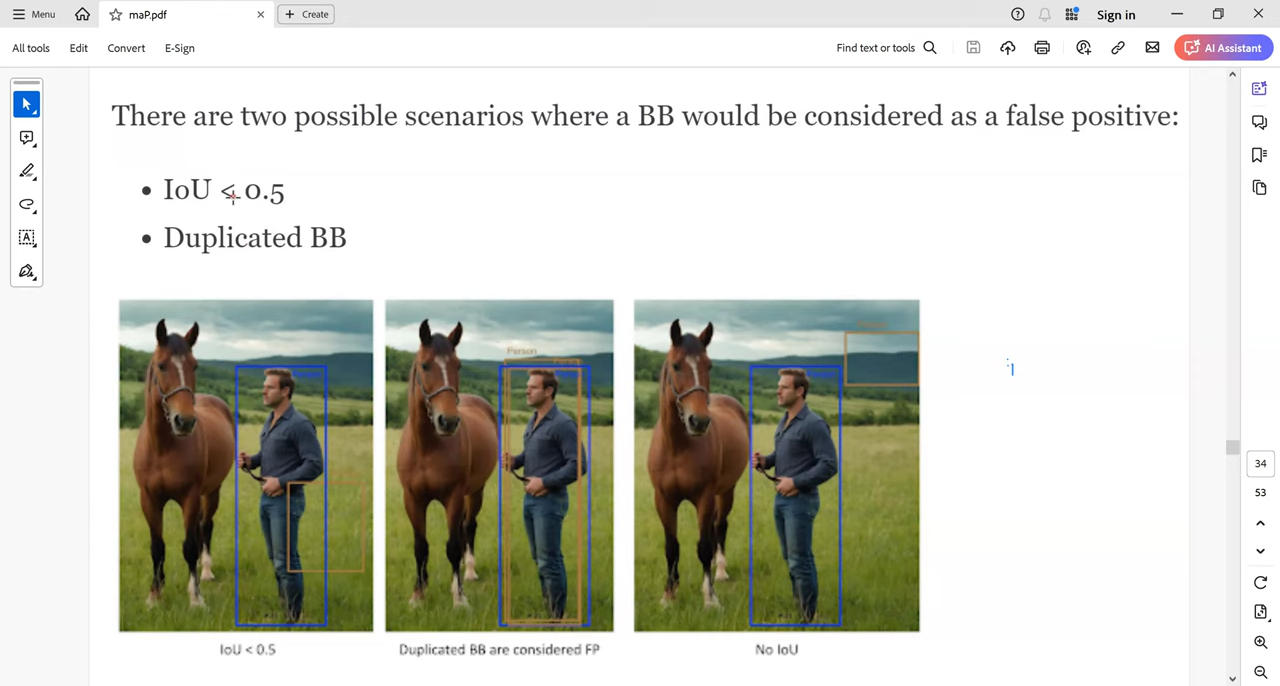 Menu
maP.pdf
Create
Sign in
All tools
Edit
Convert
E-Sign
Find text or tools
AI Assistant
There are two possible scenarios where a BB would be considered as a false positive:
• IoU < 0.5
• Duplicated BB
Person
IoU < 0.5
Duplicated BB are considered FP
No IoU
34
53